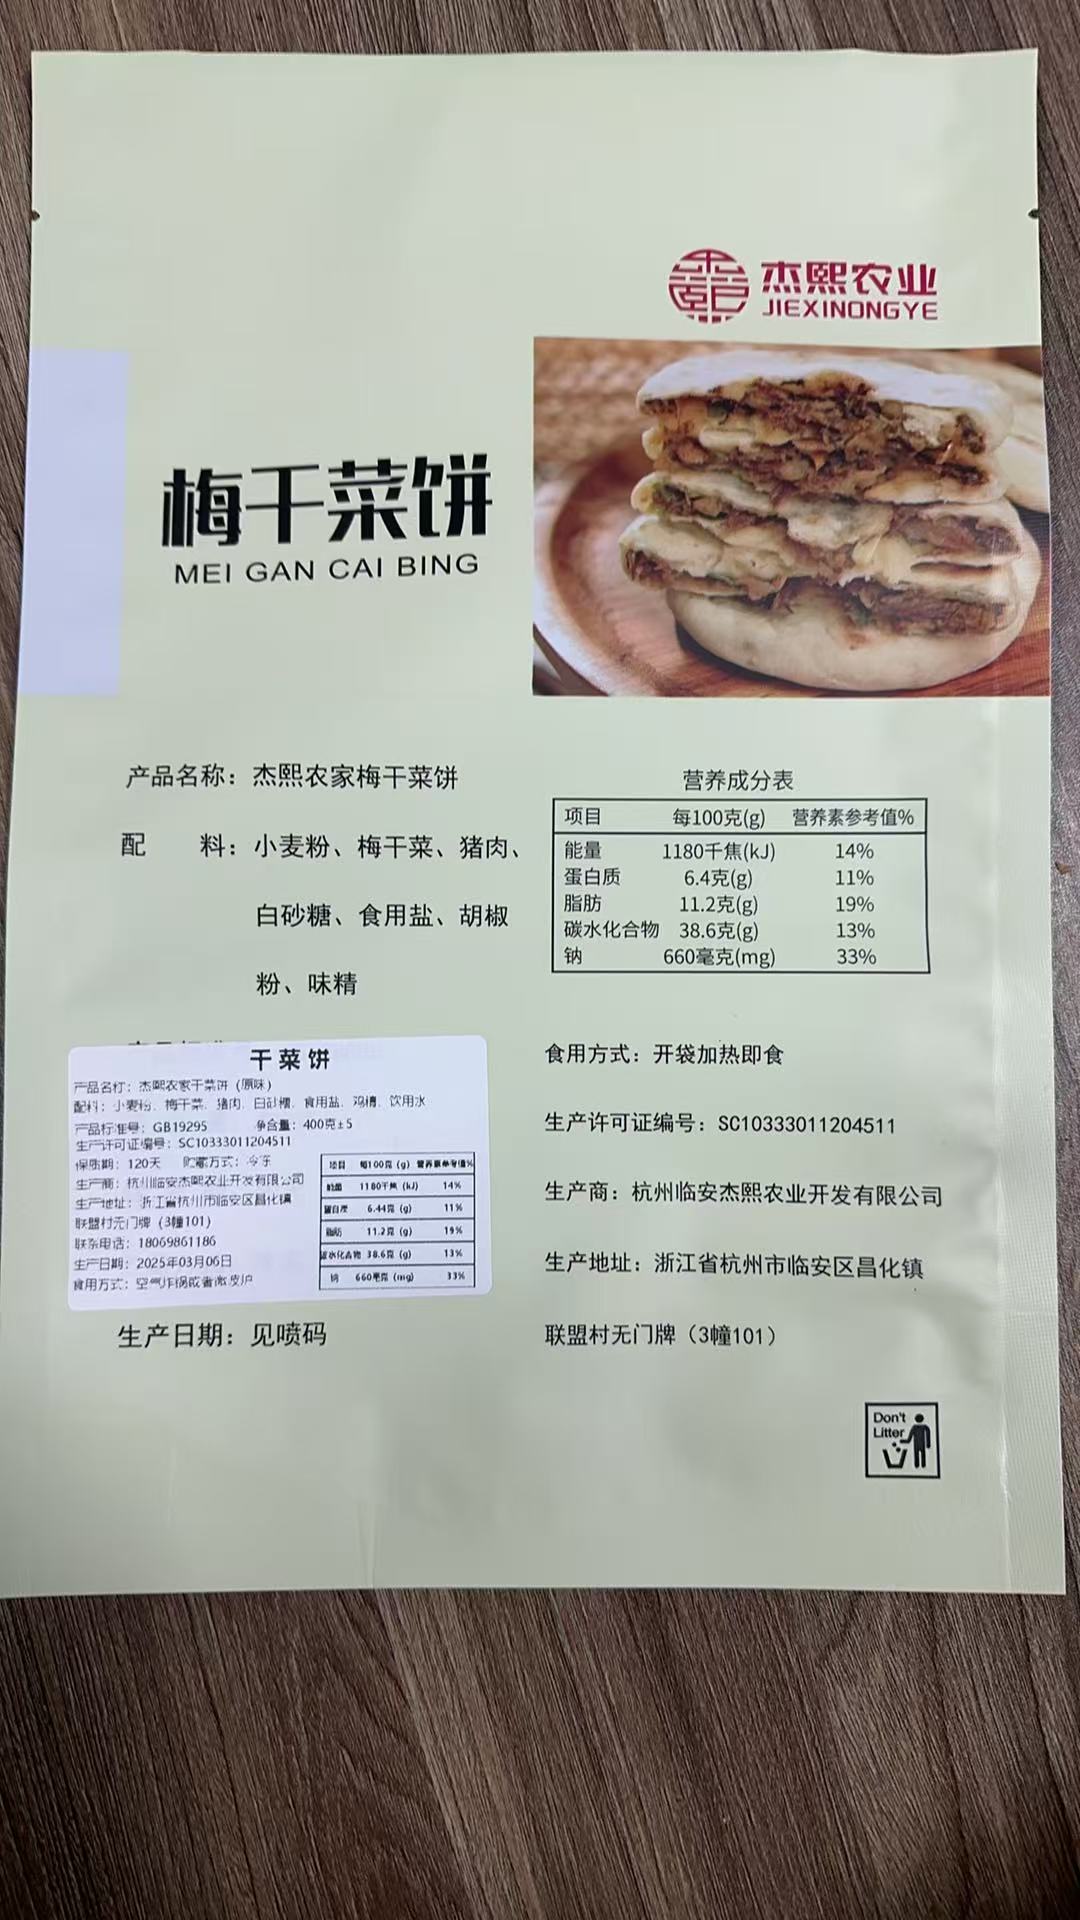 杰熙农业
JIEXINONGYE
梅干菜饼
MEI GAN CAI BING
产品名称：杰熙农家梅干菜饼
配 料：小麦粉、梅干菜、猪肉、
白砂糖、食用盐、胡椒
粉、味精
营养成分表
项目 每100克(g) 营养素参考值%
能量 1180千焦(kJ) 14%
蛋白质 6.4克(g) 11%
脂肪 11.2克(g) 19%
碳水化合物 38.6克(g) 13%
钠 660毫克(mg) 33%
干菜饼
产品名称：杰熙农家干菜饼（原味）
配料：小麦粉、梅干菜、猪肉、白砂糖、食用盐、鸡精、饮用水
产品标准号：GB19295 净含量：400克±5
生产许可证编号：SC10333011204511
保质期：120天 贮藏方式：冷冻
生产商：杭州临安杰熙农业开发有限公司
生产地址：浙江省杭州市临安区昌化镇
联盟村无门牌（3幢101）
联系电话：18069861186
生产日期：2025年03月06日
食用方式：空气炸锅或者微波炉
项目 每100克 (g) 营养素参考值%
能量 1180千焦 (kJ) 14%
蛋白质 6.44克 (g) 11%
脂肪 11.2克 (g) 19%
碳水化合物 38.6克 (g) 13%
钠 660毫克 (mg) 33%
生产日期：见喷码
食用方式：开袋加热即食
生产许可证编号：SC10333011204511
生产商：杭州临安杰熙农业开发有限公司
生产地址：浙江省杭州市临安区昌化镇
联盟村无门牌（3幢101）
Don't
Litter